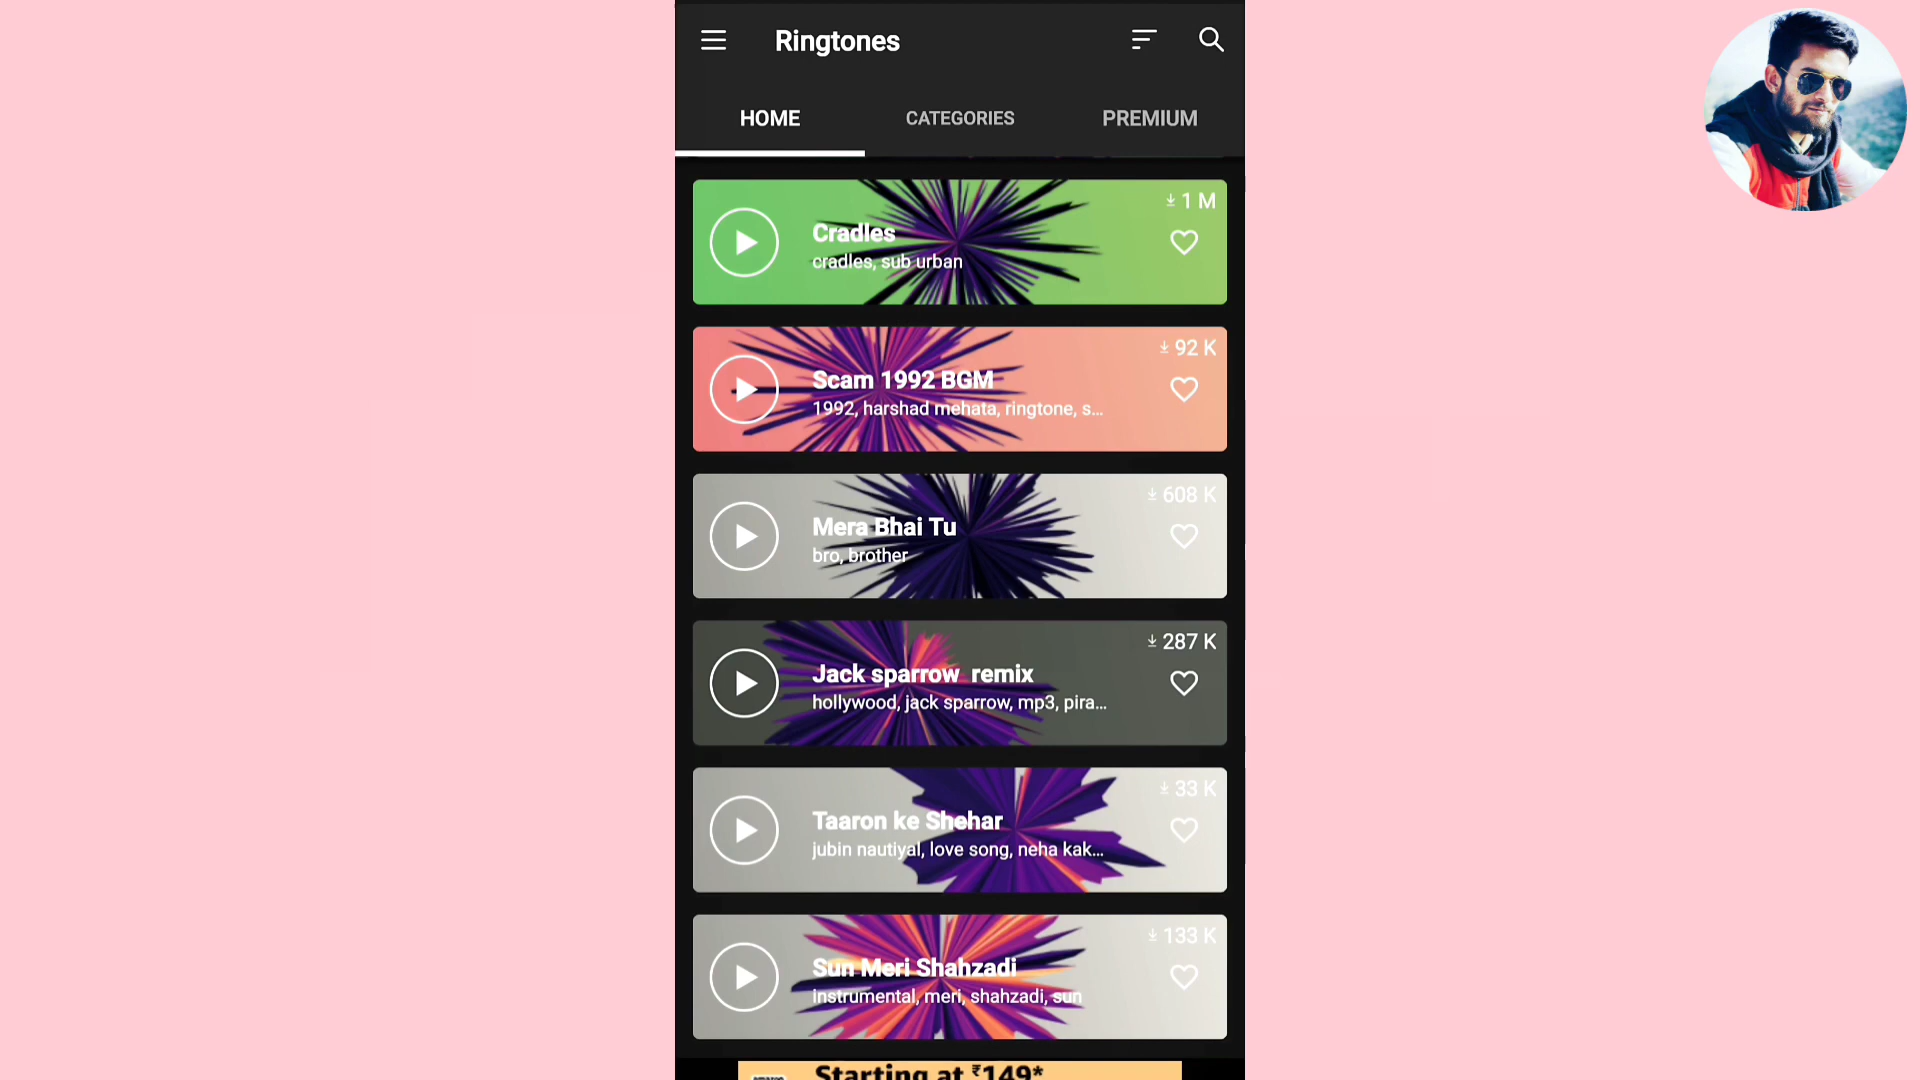 Ringtones
HOME
CATEGORIES
PREMIUM
1 M
Cradles
cradles, sub urban
92 K
Scam 1992 BGM
1992, harshad mehata, ringtone, s...
608 K
Mera Bhai Tu
bro, brother
287 K
Jack sparrow remix
hollywood, jack sparrow, mp3, pira...
33 K
Taaron ke Shehar
jubin nautiyal, love song, neha kak...
133 K
Sun Meri Shahzadi
instrumental, meri, shahzadi, sun
Starting at ₹149*